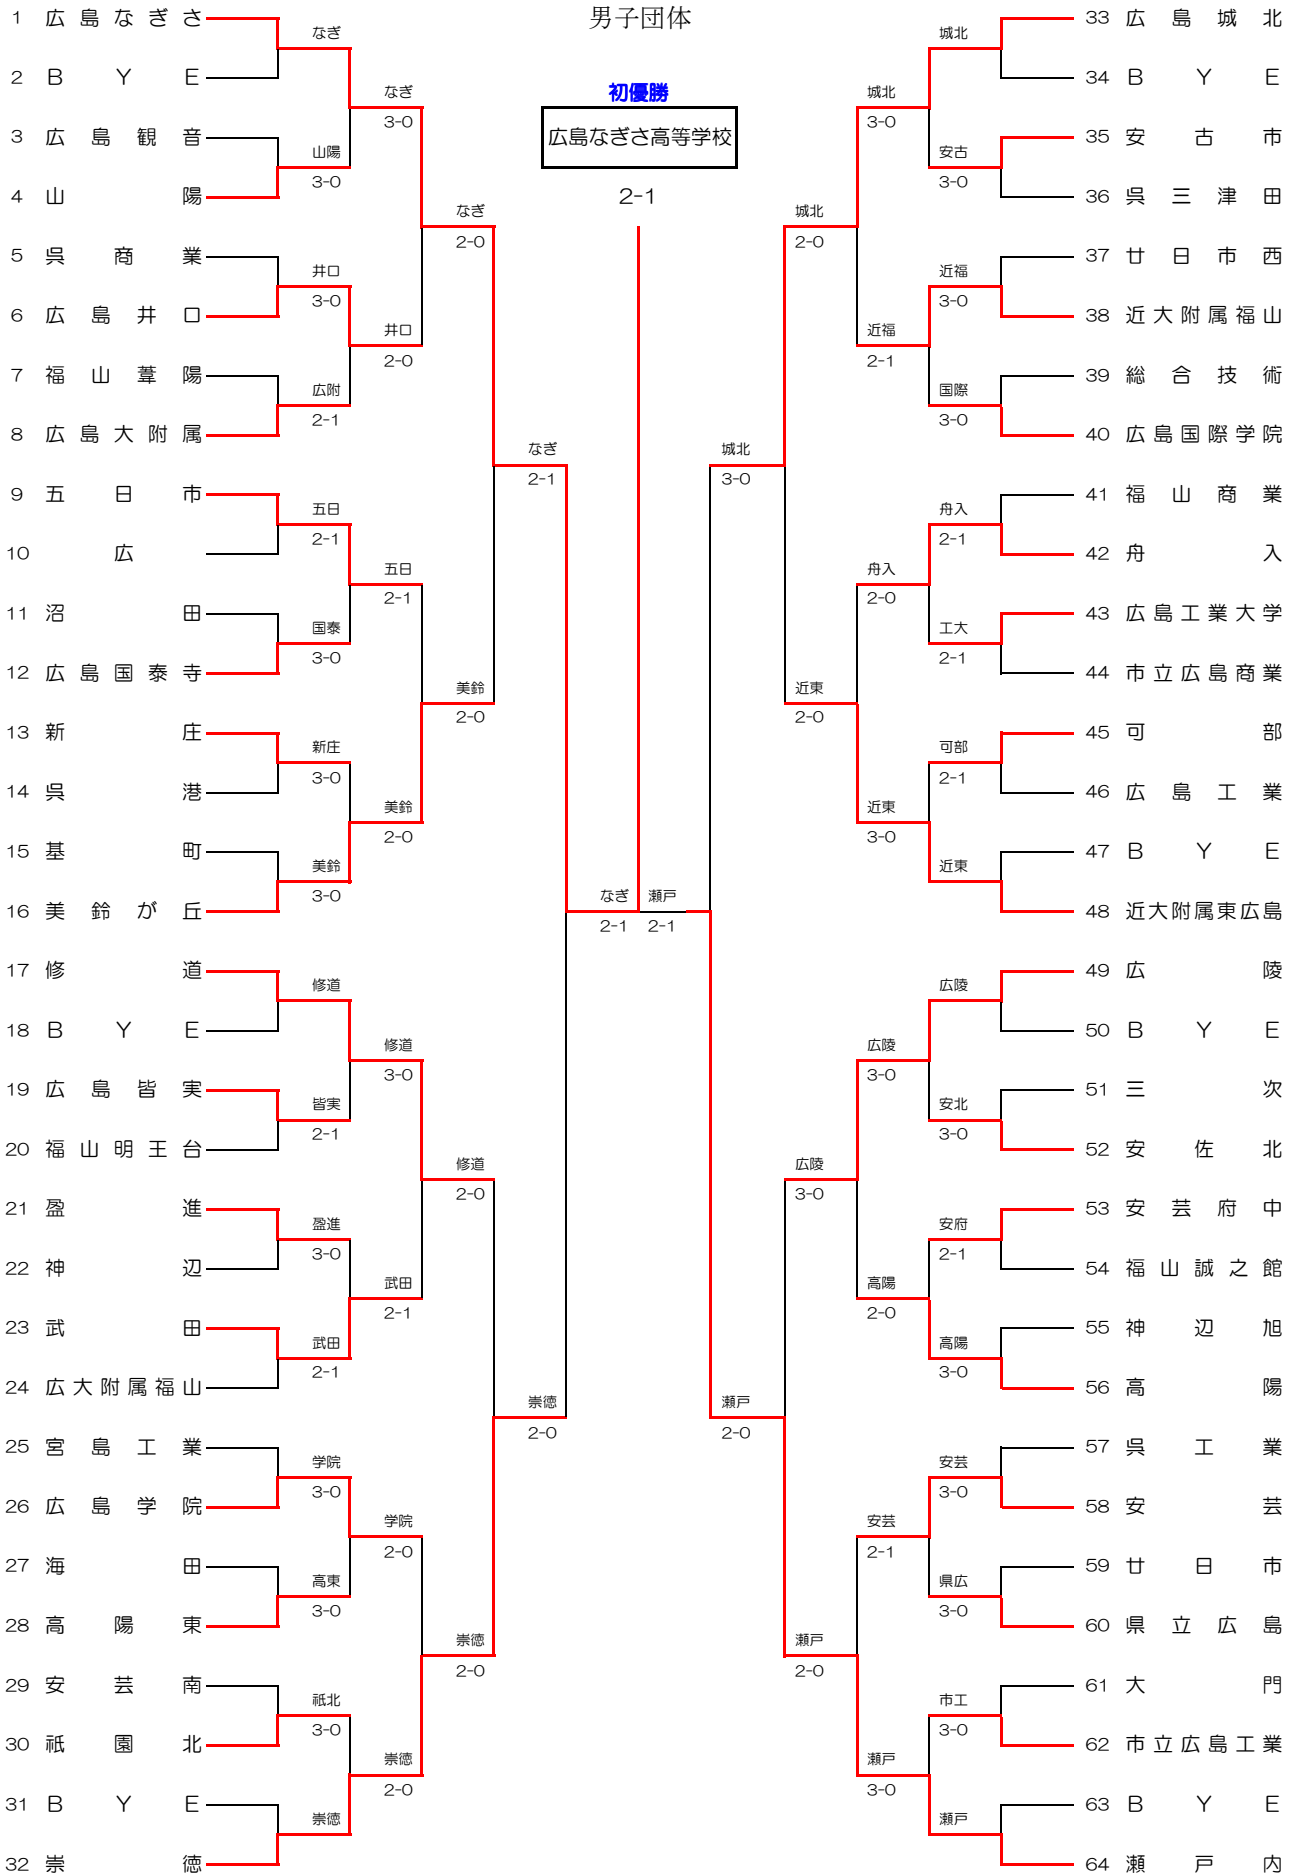 男子団体
初優勝
広島なぎさ高等学校
2-1
1 広島なぎさ
2 BYE
3 広島観音
4 山陽
5 呉商業
6 広島井口
7 福山葦陽
8 広島大附属
9 五日市
10 広
11 沼田
12 広島国泰寺
13 新庄
14 呉港
15 基町
16 美鈴が丘
17 修道
18 BYE
19 広島皆実
20 福山明王台
21 盈進
22 神辺
23 武田
24 広大附属福山
25 宮島工業
26 広島学院
27 海田
28 高陽東
29 安芸南
30 祇園北
31 BYE
32 崇徳
なぎ
山陽
3-0
井口
3-0
広附
2-1
五日
2-1
国泰
3-0
新庄
3-0
美鈴
3-0
修道
皆実
2-1
盈進
3-0
武田
2-1
学院
3-0
高東
3-0
祇北
3-0
崇徳
なぎ
3-0
井口
2-0
五日
2-1
美鈴
2-0
修道
3-0
武田
2-1
学院
2-0
崇徳
2-0
なぎ
2-0
美鈴
2-0
修道
2-0
崇徳
2-0
なぎ
2-1
崇徳
2-0
なぎ
2-1
瀬戸
2-1
城北
3-0
瀬戸
2-0
城北
2-0
近東
2-0
広陵
3-0
瀬戸
2-0
城北
3-0
近福
2-1
舟入
2-0
近東
3-0
広陵
3-0
高陽
2-0
安芸
2-1
瀬戸
3-0
城北
安古
3-0
近福
3-0
国際
3-0
舟入
2-1
工大
2-1
可部
2-1
近東
広陵
安北
3-0
安府
2-1
高陽
3-0
安芸
3-0
県広
3-0
市工
3-0
瀬戸
33 広島城北
34 BYE
35 安古市
36 呉三津田
37 廿日市西
38 近大附属福山
39 総合技術
40 広島国際学院
41 福山商業
42 舟入
43 広島工業大学
44 市立広島商業
45 可部
46 広島工業
47 BYE
48 近大附属東広島
49 広陵
50 BYE
51 三次
52 安佐北
53 安芸府中
54 福山誠之館
55 神辺旭
56 高陽
57 呉工業
58 安芸
59 廿日市
60 県立広島
61 大門
62 市立広島工業
63 BYE
64 瀬戸内